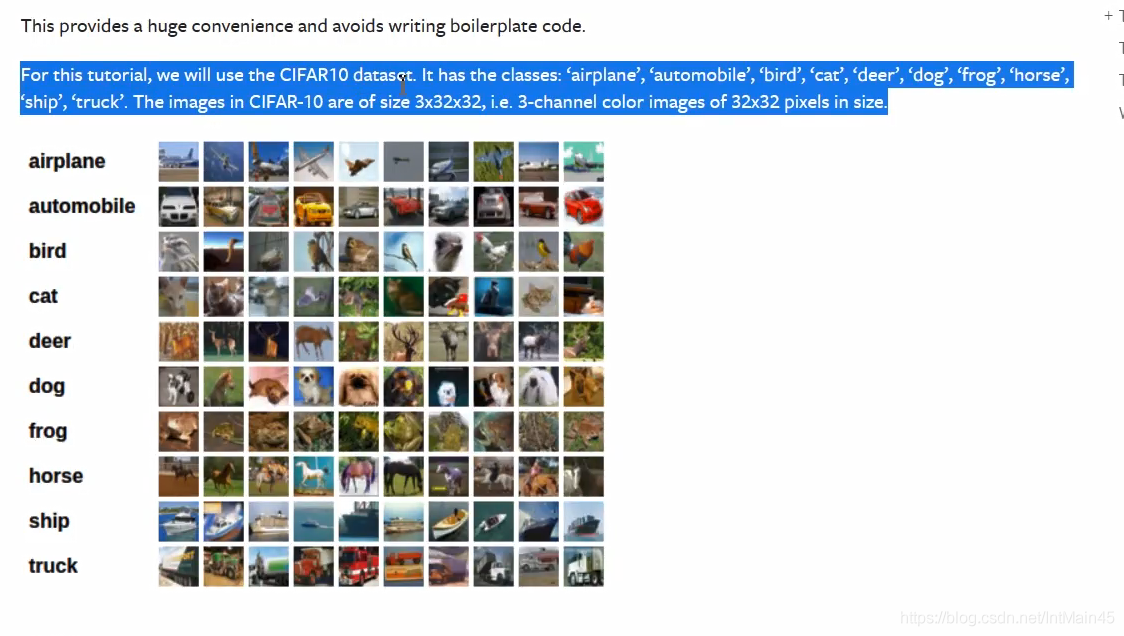 This provides a huge convenience and avoids writing boilerplate code.
For this tutorial, we will use the CIFAR10 dataset. It has the classes: ‘airplane’, ‘automobile’, ‘bird’, ‘cat’, ‘deer’, ‘dog’, ‘frog’, ‘horse’,
‘ship’, ‘truck’. The images in CIFAR-10 are of size 3x32x32, i.e. 3-channel color images of 32x32 pixels in size.
airplane
automobile
bird
cat
deer
dog
frog
horse
ship
truck
https://blog.csdn.net/IntMain45